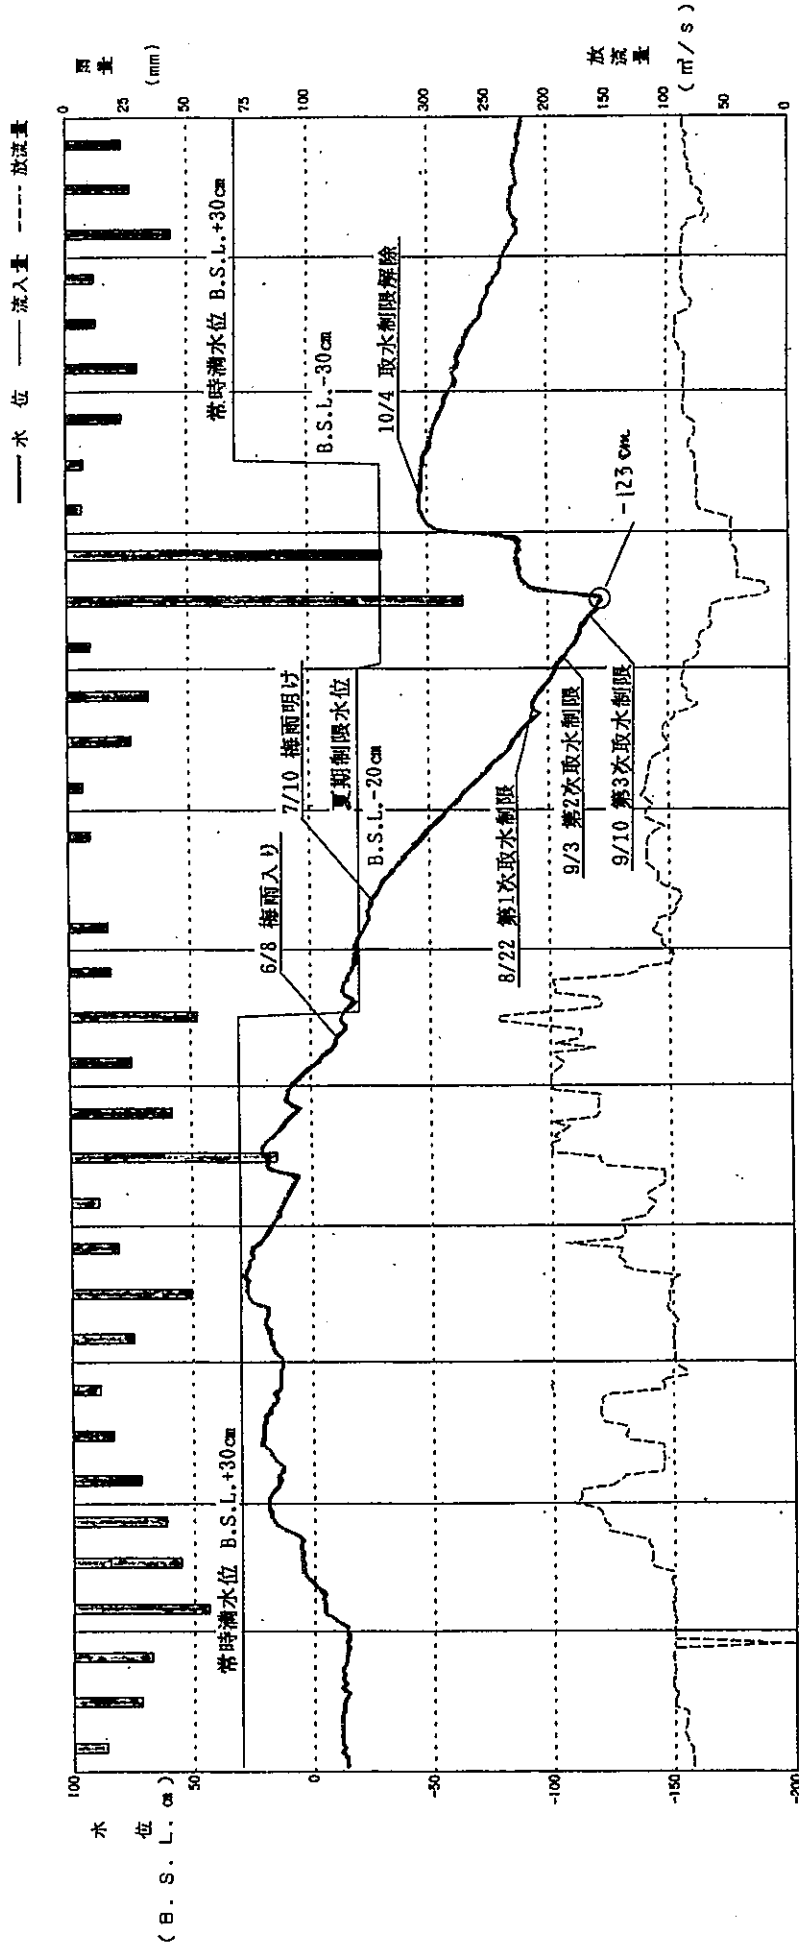 ━━ 水 位 ── 流入量 ---- 放流量
雨量
(mm)
0
25
50
75
100
300
250
200
150
100
50
放流量
(㎥/s)
水位
(B.S.L.cm)
100
50
0
-50
-100
-150
-200
常時満水位 B.S.L.+30cm
6/8 梅雨入り
7/10 梅雨明け
夏期制限水位
B.S.L.-20cm
B.S.L.-30cm
常時満水位 B.S.L.+30cm
8/22 第1次取水制限
9/3 第2次取水制限
9/10 第3次取水制限
10/4 取水制限解除
-123cm